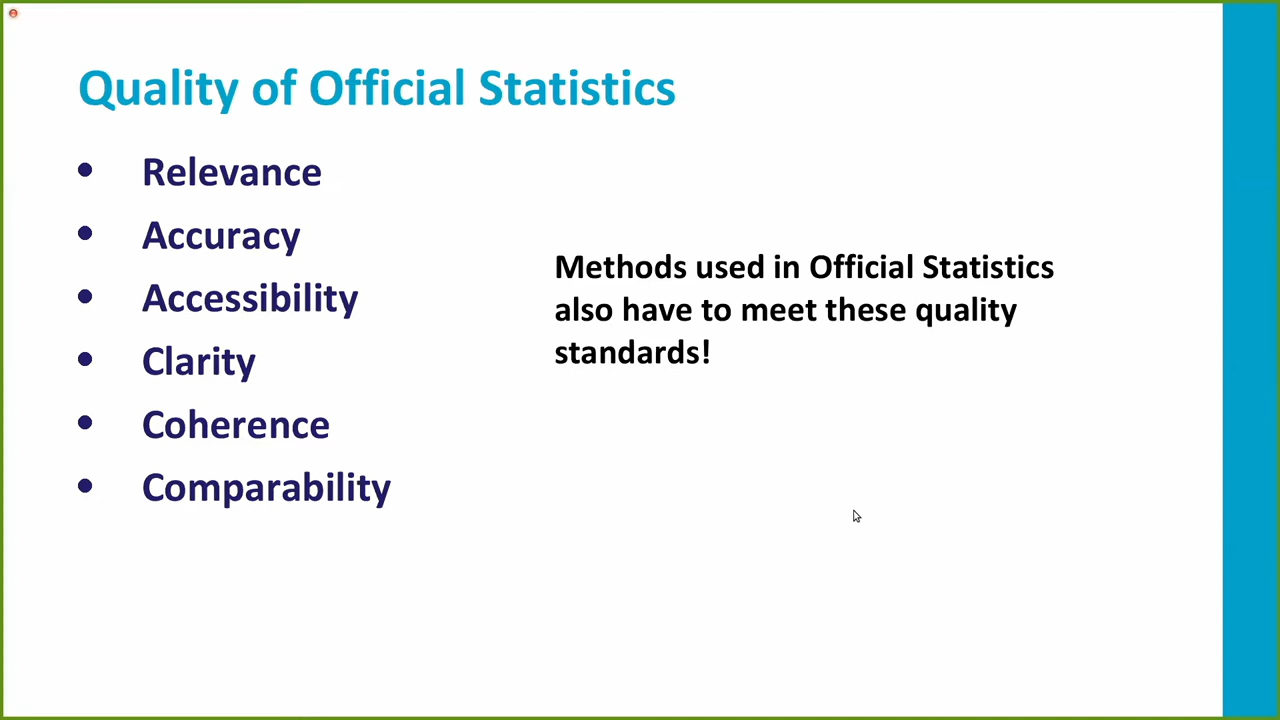 Quality of Official Statistics
• Relevance
• Accuracy
• Accessibility
• Clarity
• Coherence
• Comparability
Methods used in Official Statistics
also have to meet these quality
standards!